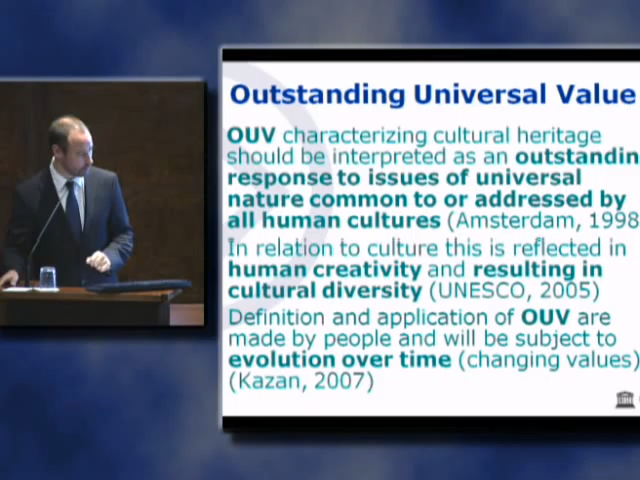 Outstanding Universal Value
OUV characterizing cultural heritage
should be interpreted as an outstandin
response to issues of universal
nature common to or addressed by
all human cultures (Amsterdam, 1998
In relation to culture this is reflected in
human creativity and resulting in
cultural diversity (UNESCO, 2005)
Definition and application of OUV are
made by people and will be subject to
evolution over time (changing values)
(Kazan, 2007)